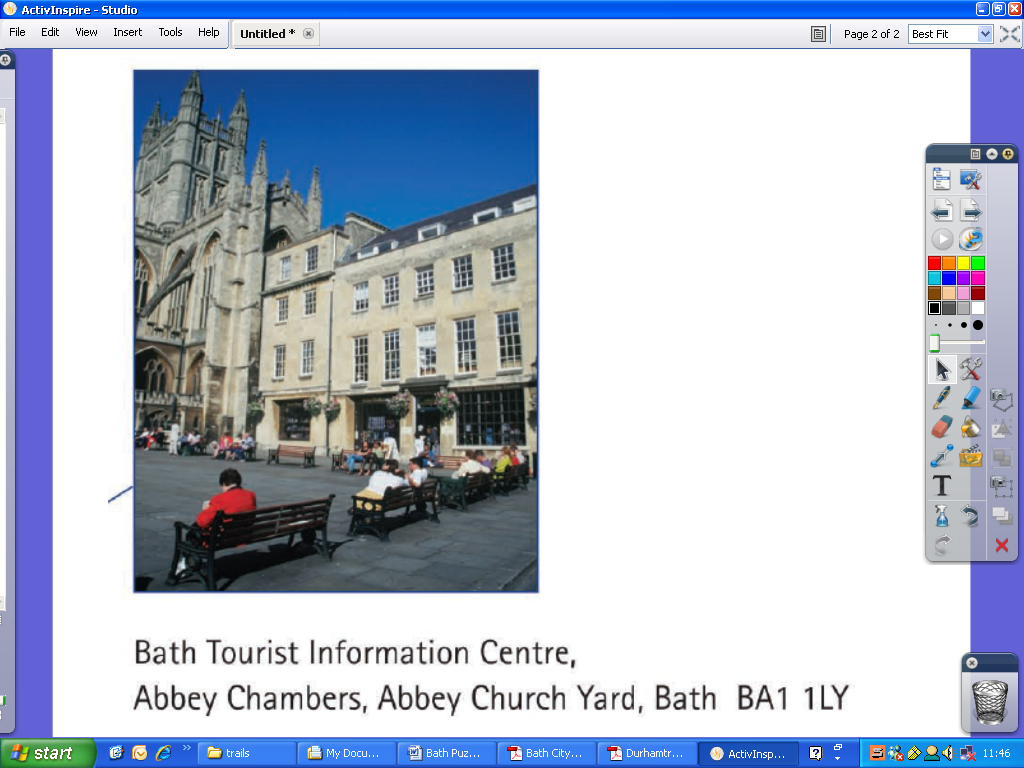 ActivInspire - Studio
File Edit View Insert Tools Help
Untitled *
Page 2 of 2
Best Fit
Bath Tourist Information Centre,
Abbey Chambers, Abbey Church Yard, Bath BA1 1LY
start
trails
My Docu...
Bath Puz...
Bath City...
Durhamtr...
ActivInsp...
11:46